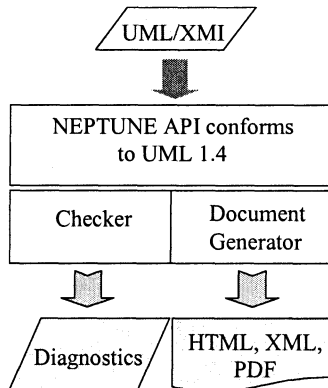 UML/XMI
NEPTUNE API conforms
to UML 1.4
Checker
Document
Generator
Diagnostics
HTML, XML,
PDF